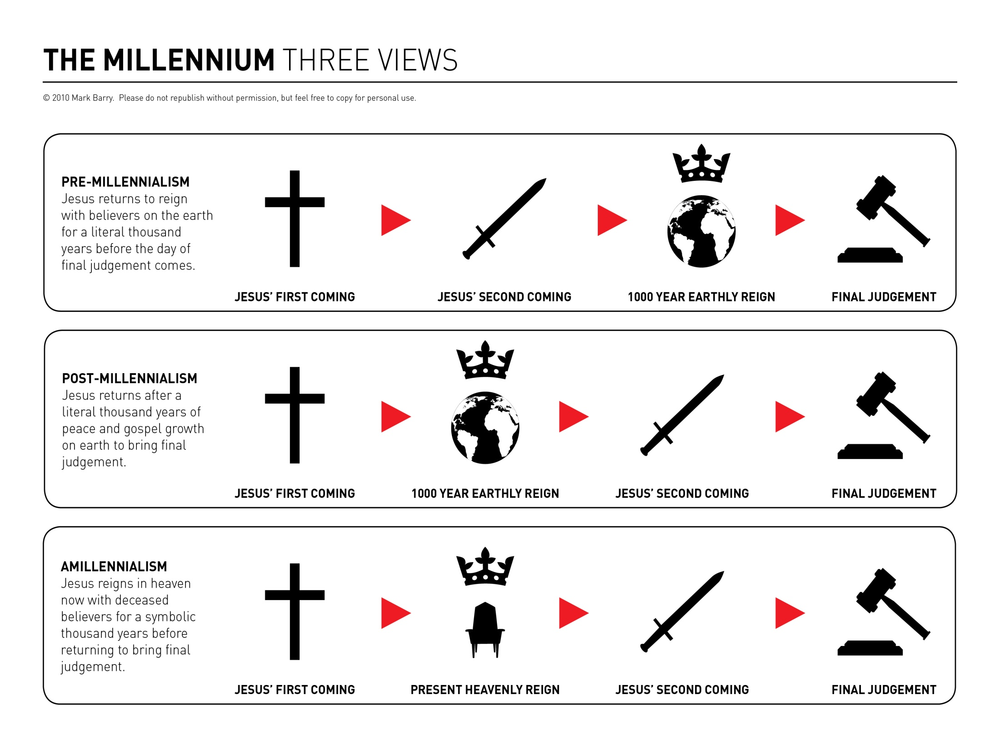 THE MILLENNIUM THREE VIEWS
© 2010 Mark Barry.  Please do not republish without permission, but feel free to copy for personal use.
PRE-MILLENNIALISM
Jesus returns to reign
with believers on the earth
for a literal thousand
years before the day of
final judgement comes.
JESUS’ FIRST COMING
JESUS’ SECOND COMING
1000 YEAR EARTHLY REIGN
FINAL JUDGEMENT
POST-MILLENNIALISM
Jesus returns after a
literal thousand years of
peace and gospel growth
on earth to bring final
judgement.
JESUS’ FIRST COMING
1000 YEAR EARTHLY REIGN
JESUS’ SECOND COMING
FINAL JUDGEMENT
AMILLENNIALISM
Jesus reigns in heaven
now with deceased
believers for a symbolic
thousand years before
returning to bring final
judgement.
JESUS’ FIRST COMING
PRESENT HEAVENLY REIGN
JESUS’ SECOND COMING
FINAL JUDGEMENT